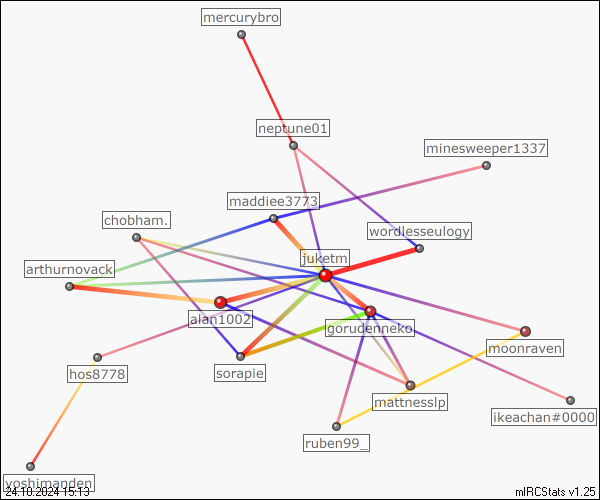 mercurybro
neptune01
minesweeper1337
maddiee3773
chobham.
wordlesseulogy
juketm
arthurnovack
alan1002
gorudenneko
moonraven
hos8778
sorapie
mattnesslp
ikeachan#0000
ruben99_
yoshimanden
24.10.2024 15:13
mIRCStats v1.25